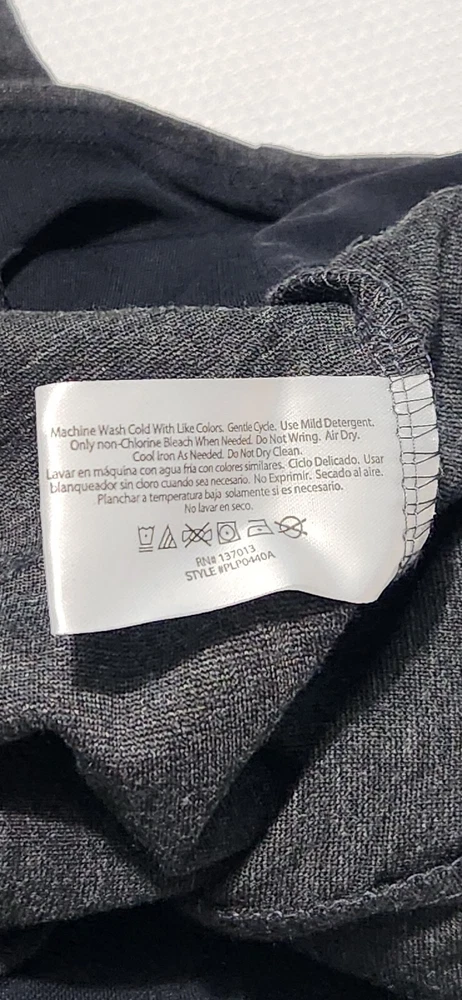 Machine Wash Cold With Like Colors. Gentle Cycle. Use Mild Detergent.
Only non-Chlorine Bleach When Needed. Do Not Wring. Air Dry.
Cool Iron As Needed. Do Not Dry Clean.
Lavar en máquina con agua fria con colores similares. Ciclo Delicado. Usar
blanqueador sin cloro cuando sea necesario. No Exprimir. Secado al aire.
Planchar a temperatura baja solamente si es necesario.
No lavar en seco.
RN# 137013
STYLE #PLP0440A